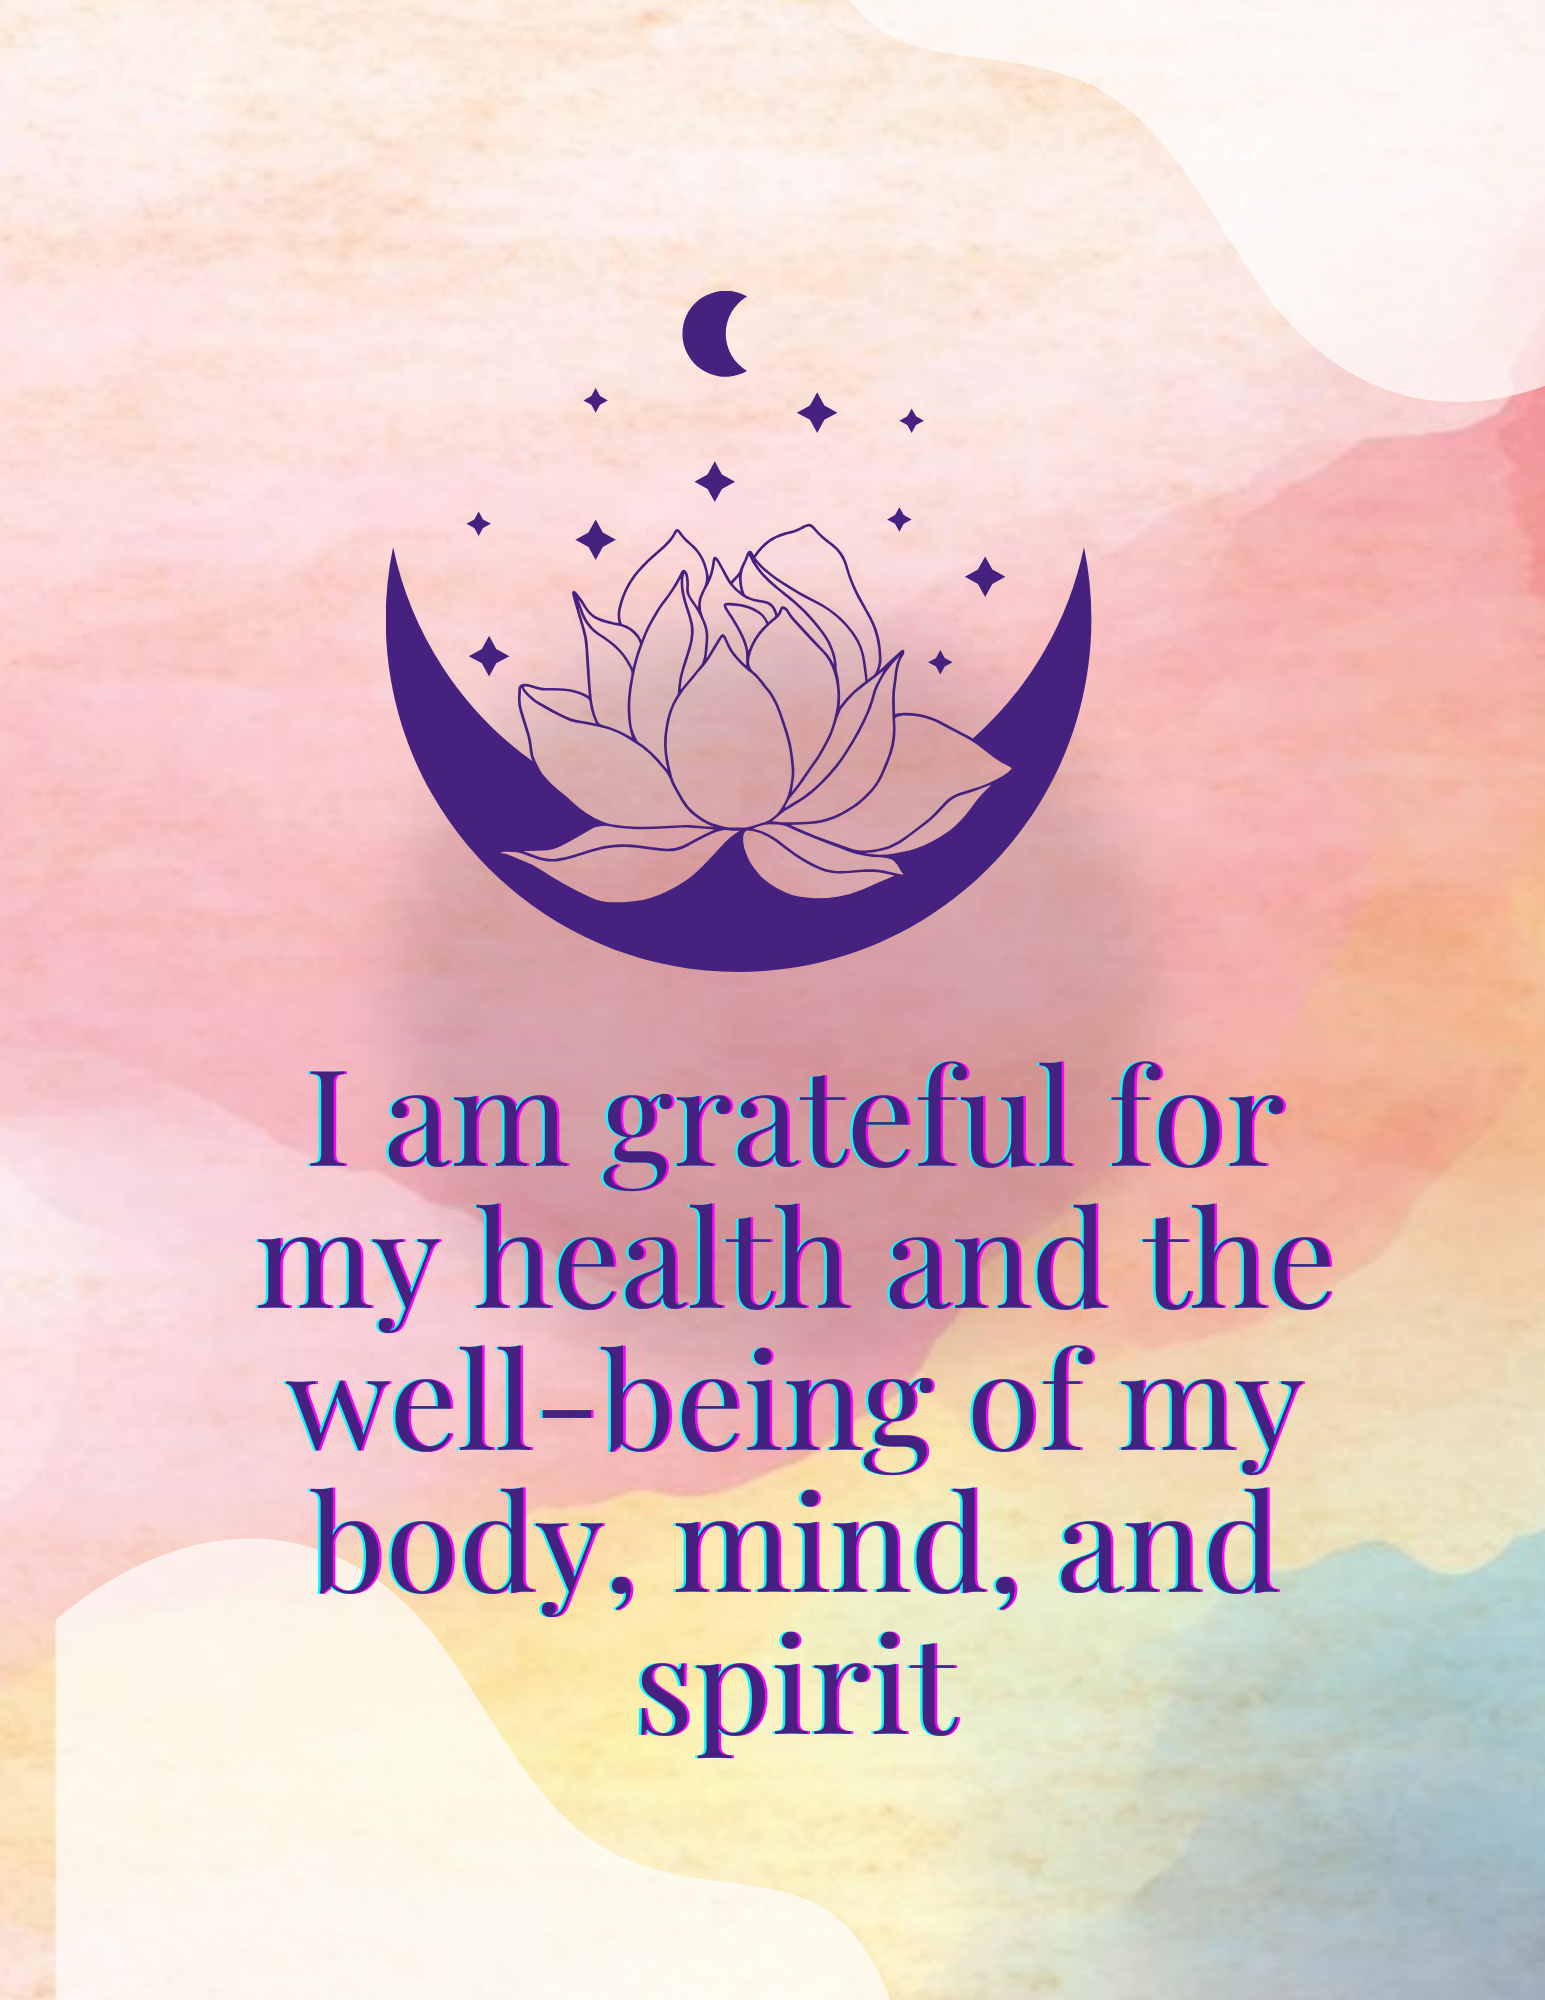 I am grateful for
my health and the
well-being of my
body, mind, and
spirit